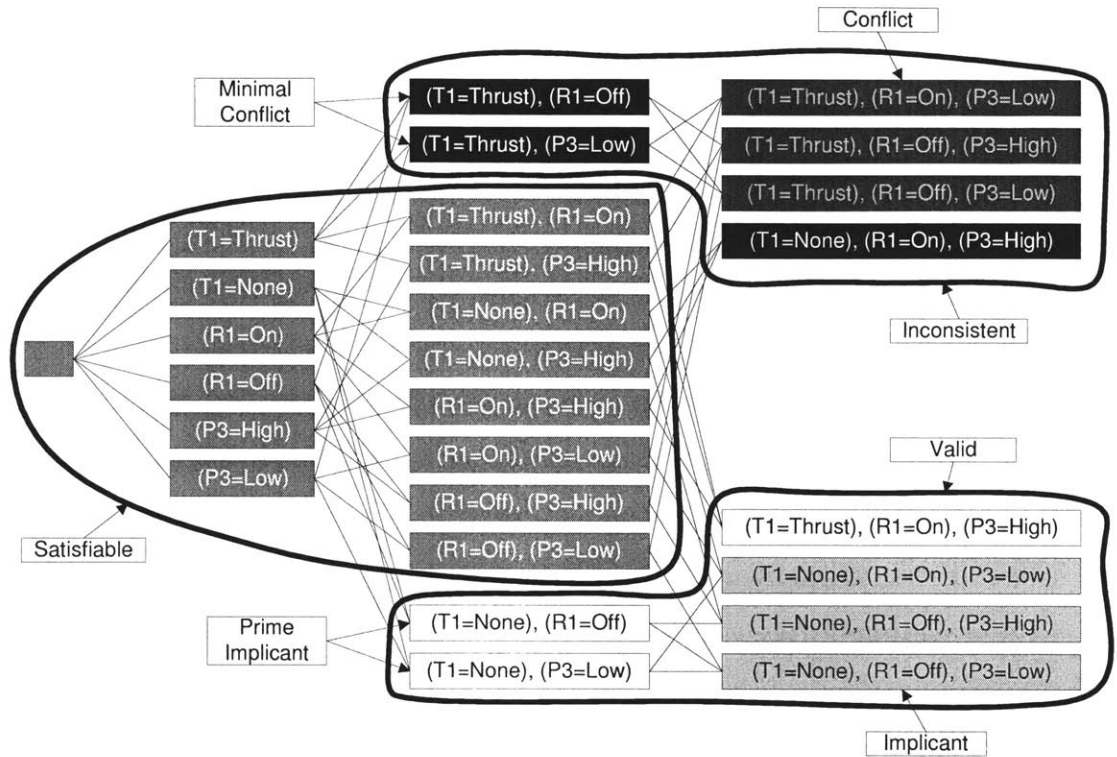 Conflict
Minimal
Conflict
(T1=Thrust), (R1=Off)
(T1=Thrust), (P3=Low)
(T1=Thrust), (R1=On), (P3=Low)
(T1=Thrust), (R1=Off), (P3=High)
(T1=Thrust), (R1=Off), (P3=Low)
(T1=None), (R1=On), (P3=High)
Inconsistent
(T1=Thrust)
(T1=None)
(R1=On)
(R1=Off)
(P3=High)
(P3=Low)
(T1=Thrust), (R1=On)
(T1=Thrust), (P3=High)
(T1=None), (R1=On)
(T1=None), (P3=High)
(R1=On), (P3=High)
(R1=On), (P3=Low)
(R1=Off), (P3=High)
(R1=Off), (P3=Low)
Satisfiable
Valid
(T1=Thrust), (R1=On), (P3=High)
(T1=None), (R1=On), (P3=Low)
(T1=None), (R1=Off), (P3=High)
(T1=None), (R1=Off), (P3=Low)
Prime
Implicant
(T1=None), (R1=Off)
(T1=None), (P3=Low)
Implicant